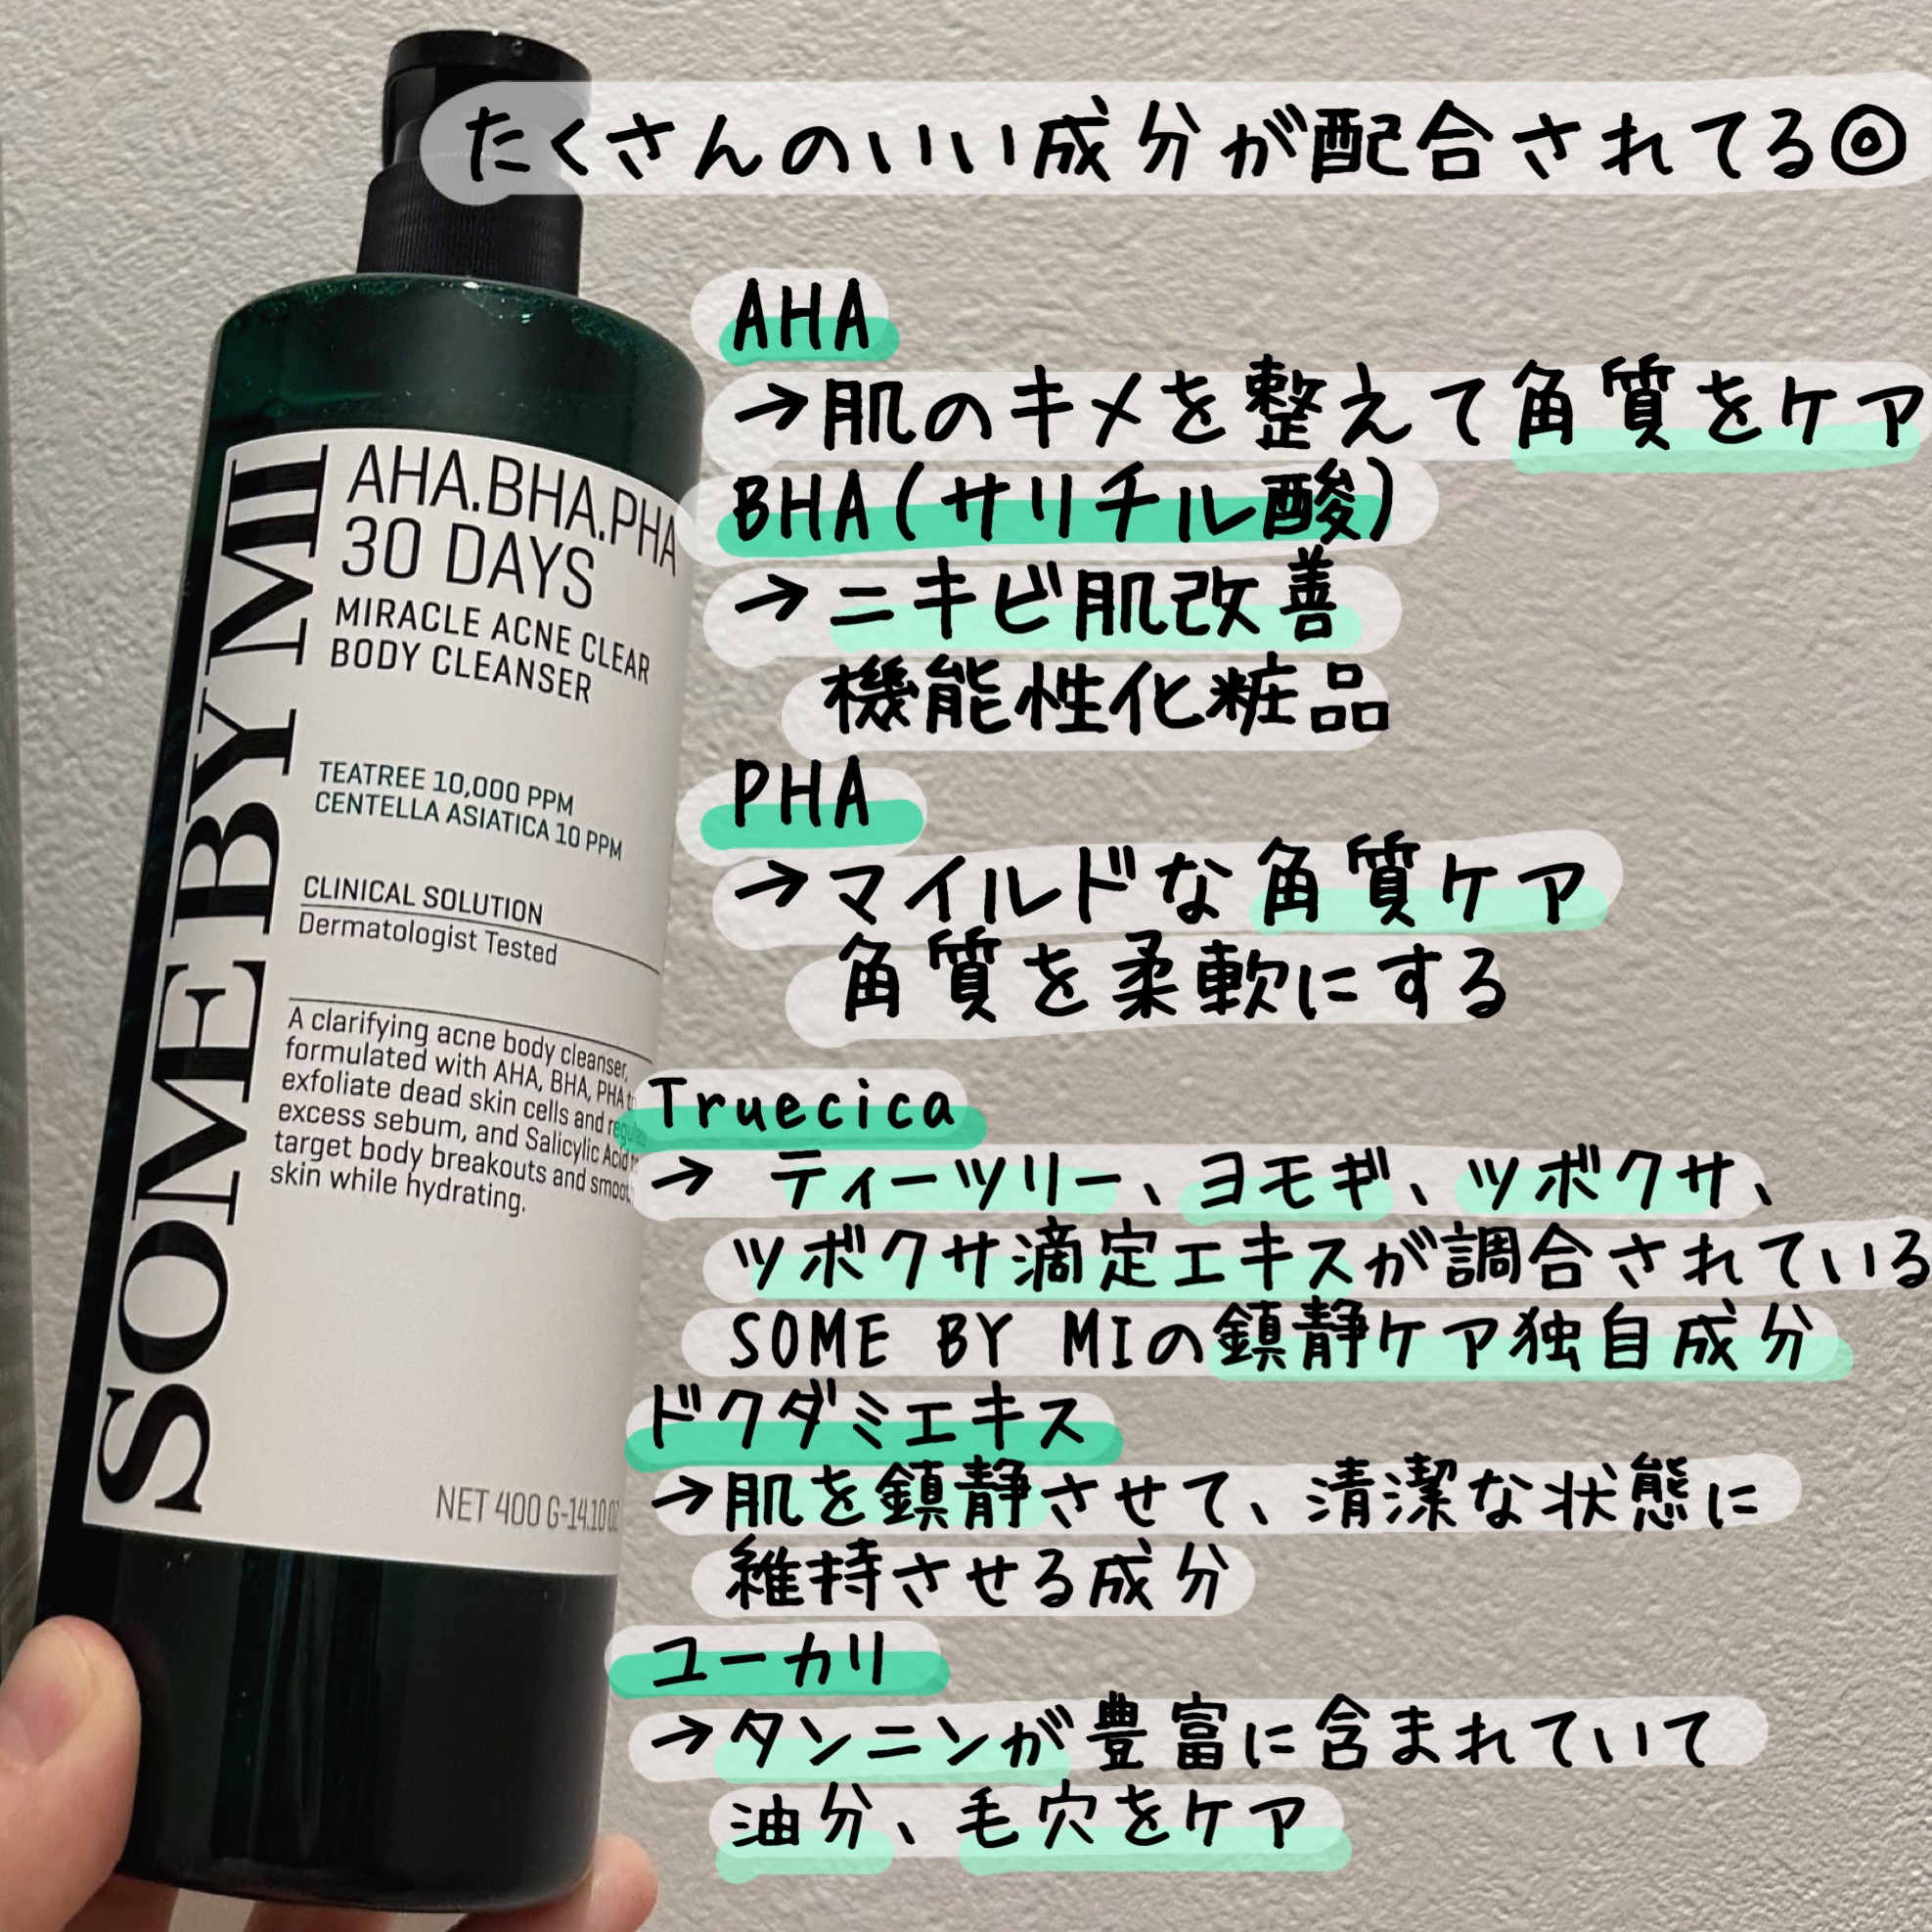 たくさんのいい成分が配合されてる◎
AHA
→肌のキメを整えて角質をケア
BHA(サリチル酸)
→ニキビ肌改善
機能性化粧品
PHA
→マイルドな角質ケア
角質を柔軟にする
Truecica
→ ティーツリー、ヨモギ、ツボクサ、
ツボクサ滴定エキスが調合されている
SOME BY MIの鎮静ケア独自成分
ドクダミエキス
→肌を鎮静させて、清潔な状態に
維持させる成分
ユーカリ
→タンニンが豊富に含まれていて
油分、毛穴をケア
SOME BY MI
AHA.BHA.PHA
30 DAYS
MIRACLE ACNE CLEAR
BODY CLEANSER
TEATREE 10,000 PPM
CENTELLA ASIATICA 10 PPM
CLINICAL SOLUTION
Dermatologist Tested
A clarifying acne body cleanser,
formulated with AHA, BHA, PHA to
exfoliate dead skin cells and regulate
excess sebum, and Salicylic Acid
target body breakouts and smooth
skin while hydrating.
NET 400 G-14.10 OZ